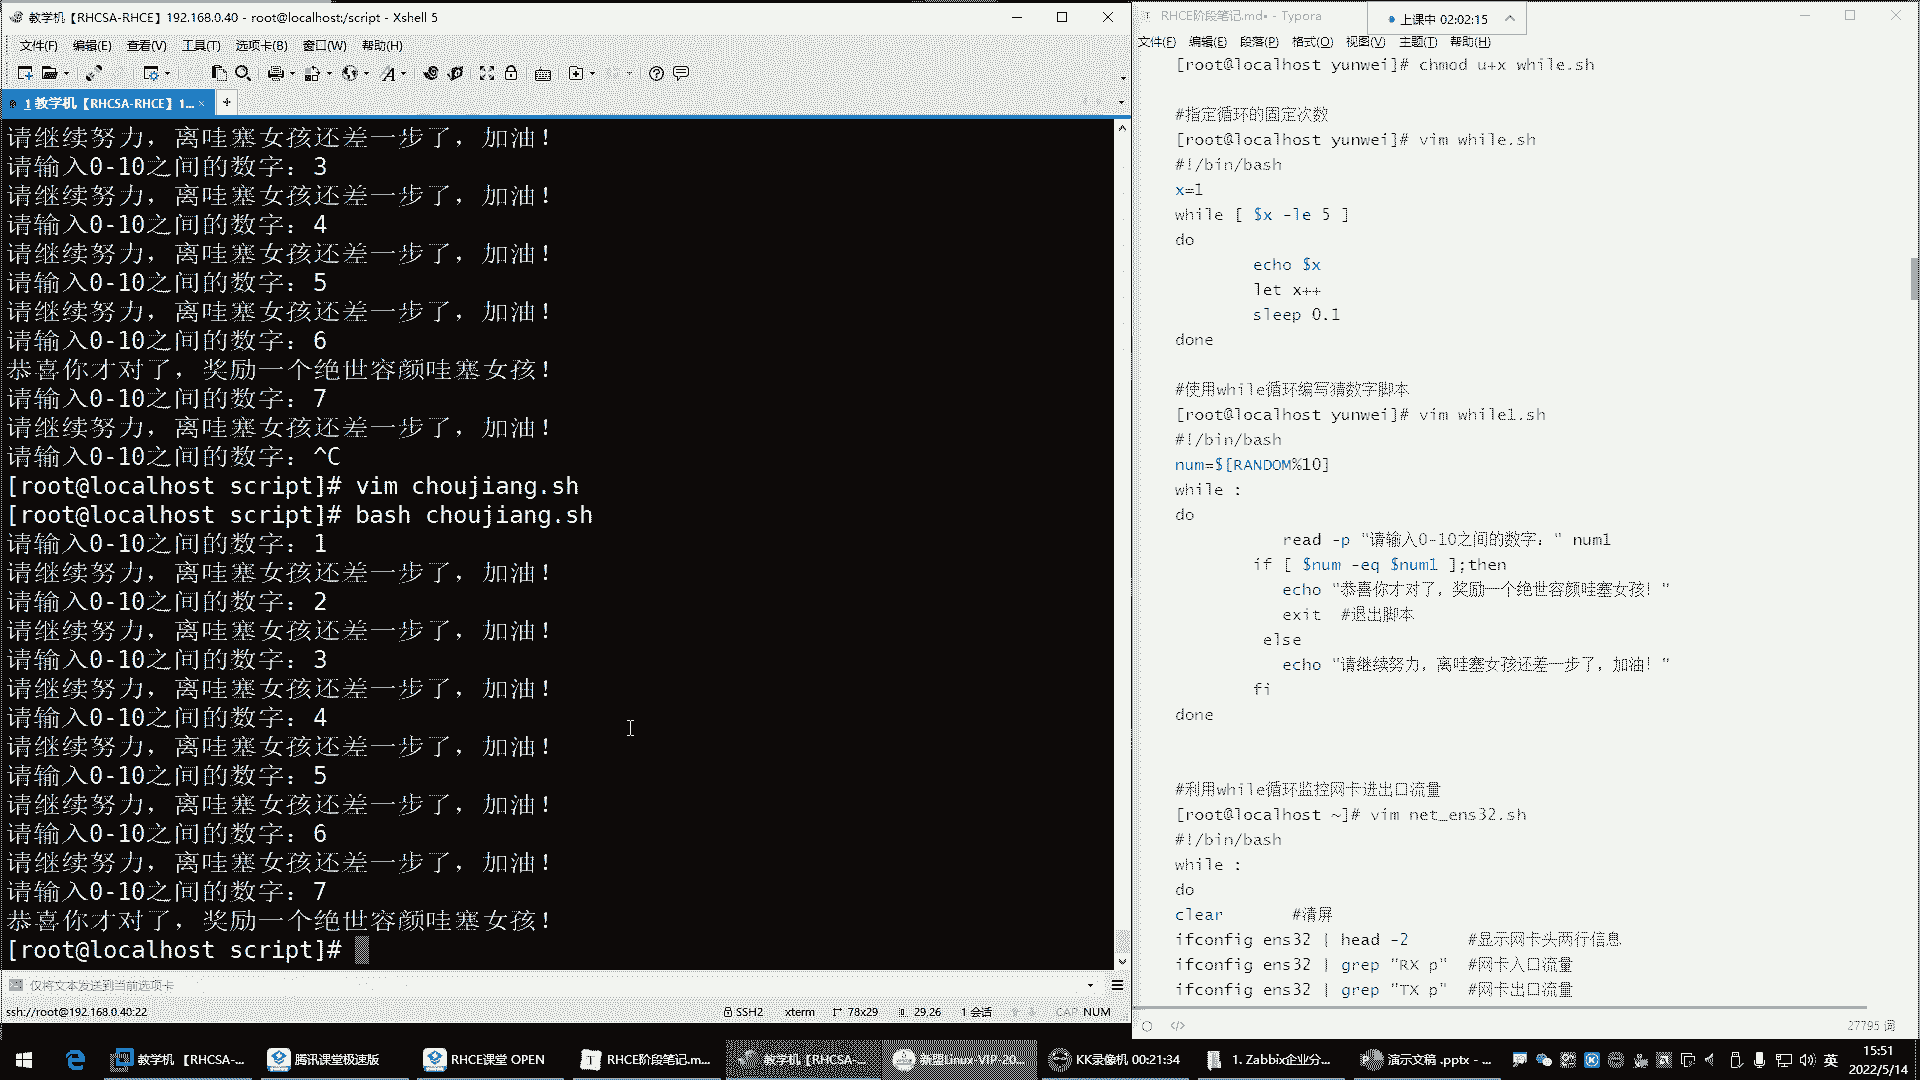 教学机【RHCSA-RHCE】192.168.0.40 - root@localhost:/script - Xshell 5
文件(F) 编辑(E) 查看(V) 工具(T) 选项卡(B) 窗口(W) 帮助(H)
1 教学机【RHCSA-RHCE】1... × +
请继续努力，离哇塞女孩还差一步了，加油！
请输入0-10之间的数字：3
请继续努力，离哇塞女孩还差一步了，加油！
请输入0-10之间的数字：4
请继续努力，离哇塞女孩还差一步了，加油！
请输入0-10之间的数字：5
请继续努力，离哇塞女孩还差一步了，加油！
请输入0-10之间的数字：6
恭喜你才对了，奖励一个绝世容颜哇塞女孩！
请输入0-10之间的数字：7
请继续努力，离哇塞女孩还差一步了，加油！
请输入0-10之间的数字：^C
[root@localhost script]# vim choujiang.sh
[root@localhost script]# bash choujiang.sh
请输入0-10之间的数字：1
请继续努力，离哇塞女孩还差一步了，加油！
请输入0-10之间的数字：2
请继续努力，离哇塞女孩还差一步了，加油！
请输入0-10之间的数字：3
请继续努力，离哇塞女孩还差一步了，加油！
请输入0-10之间的数字：4
请继续努力，离哇塞女孩还差一步了，加油！
请输入0-10之间的数字：5
请继续努力，离哇塞女孩还差一步了，加油！
请输入0-10之间的数字：6
请继续努力，离哇塞女孩还差一步了，加油！
请输入0-10之间的数字：7
恭喜你才对了，奖励一个绝世容颜哇塞女孩！
[root@localhost script]#
仅将文本发送到当前选项卡
ssh://root@192.168.0.40:22 SSH2 xterm 78x29 29,26 1 会话 CAP NUM
RHCE阶段笔记.md• - Typora
上课中 02:02:15
文件(F) 编辑(E) 段落(P) 格式(O) 视图(V) 主题(T) 帮助(H)
[root@localhost yunwei]# chmod u+x while.sh
#指定循环的固定次数
[root@localhost yunwei]# vim while.sh
#!/bin/bash
x=1
while [ $x -le 5 ]
do
echo $x
let x++
sleep 0.1
done
#使用while循环编写猜数字脚本
[root@localhost yunwei]# vim while1.sh
#!/bin/bash
num=$[RANDOM%10]
while :
do
read -p "请输入0-10之间的数字：" num1
if [ $num -eq $num1 ];then
echo "恭喜你才对了，奖励一个绝世容颜哇塞女孩！"
exit #退出脚本
else
echo "请继续努力，离哇塞女孩还差一步了，加油！"
fi
done
#利用while循环监控网卡进出口流量
[root@localhost ~]# vim net_ens32.sh
#!/bin/bash
while :
do
clear #清屏
ifconfig ens32 | head -2 #显示网卡头两行信息
ifconfig ens32 | grep "RX p" #网卡入口流量
ifconfig ens32 | grep "TX p" #网卡出口流量
27795 词
教学机 【RHCSA-... 腾讯课堂极速版 RHCE课堂 OPEN RHCE阶段笔记.m... 教学机【RHCSA-... 新盟Linux-VIP-20... KK录像机 00:21:34 1. Zabbix企业分... 演示文稿 .pptx - ... 英 15:51
2022/5/14